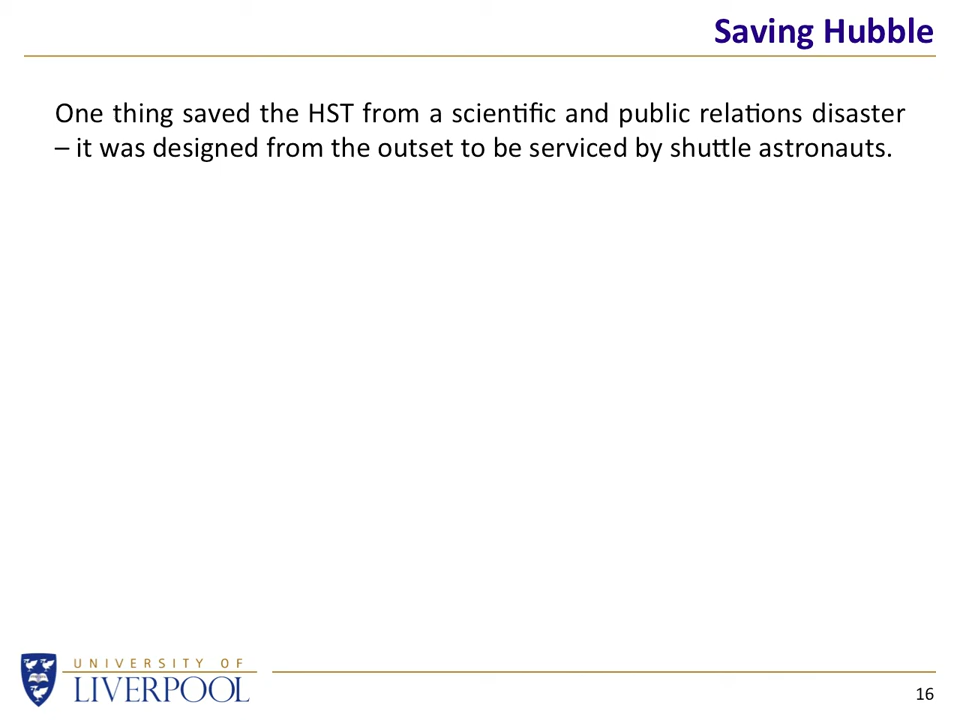 Saving Hubble
One thing saved the HST from a scientific and public relations disaster
– it was designed from the outset to be serviced by shuttle astronauts.
UNIVERSITY OF
LIVERPOOL
16